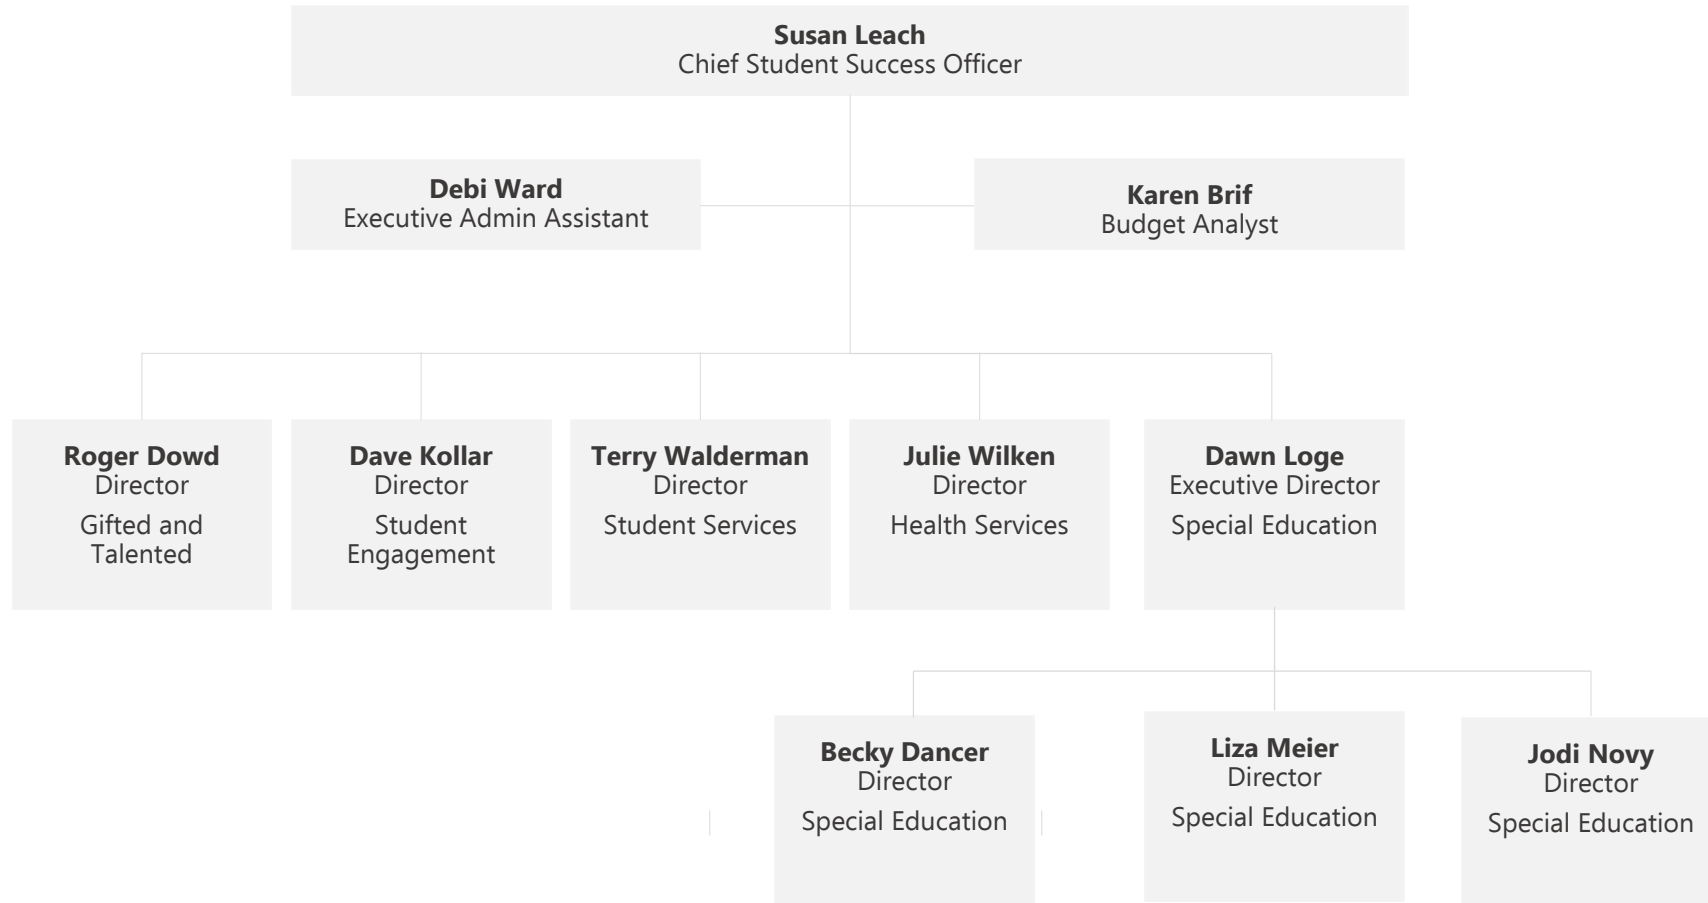 Susan Leach
Chief Student Success Officer
Debi Ward
Executive Admin Assistant
Karen Brif
Budget Analyst
Roger Dowd
Director
Gifted and
Talented
Dave Kollar
Director
Student
Engagement
Terry Walderman
Director
Student Services
Julie Wilken
Director
Health Services
Dawn Loge
Executive Director
Special Education
Becky Dancer
Director
Special Education
Liza Meier
Director
Special Education
Jodi Novy
Director
Special Education